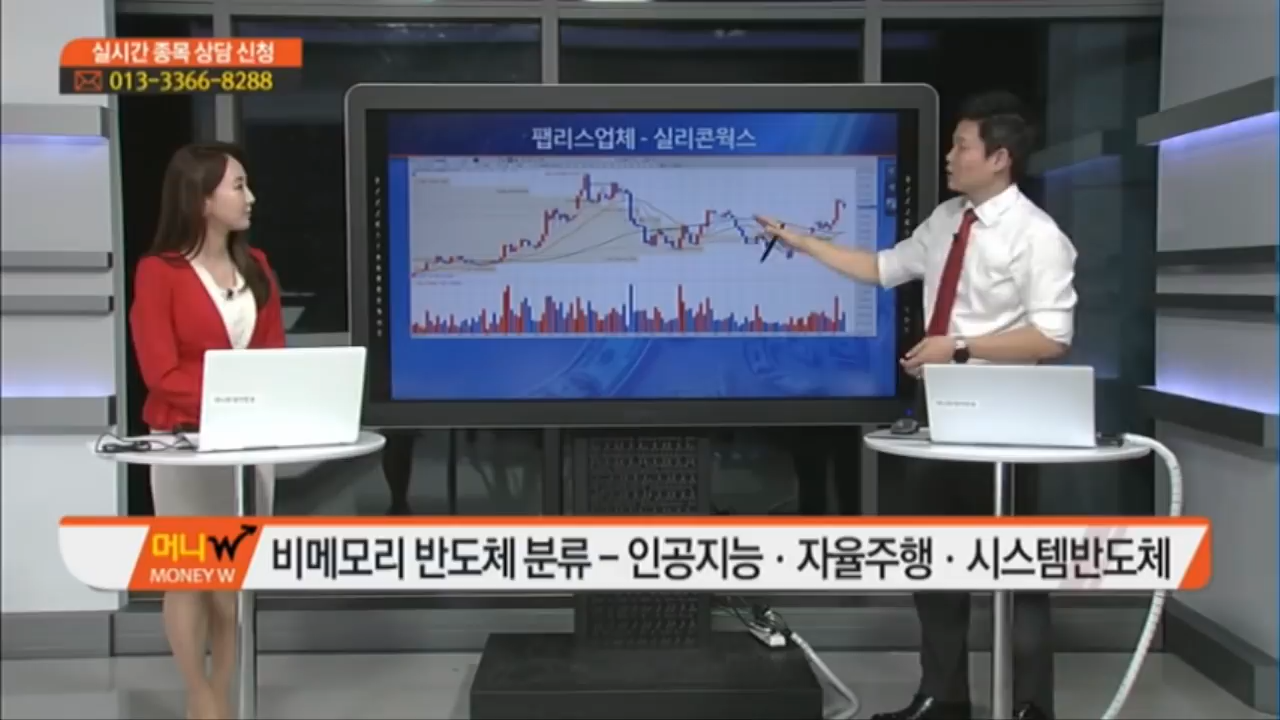 실시간 종목 상담 신청
013-3366-8288
팹리스업체 - 실리콘웍스
머니W
MONEY W
비메모리 반도체 분류 - 인공지능 · 자율주행 · 시스템반도체